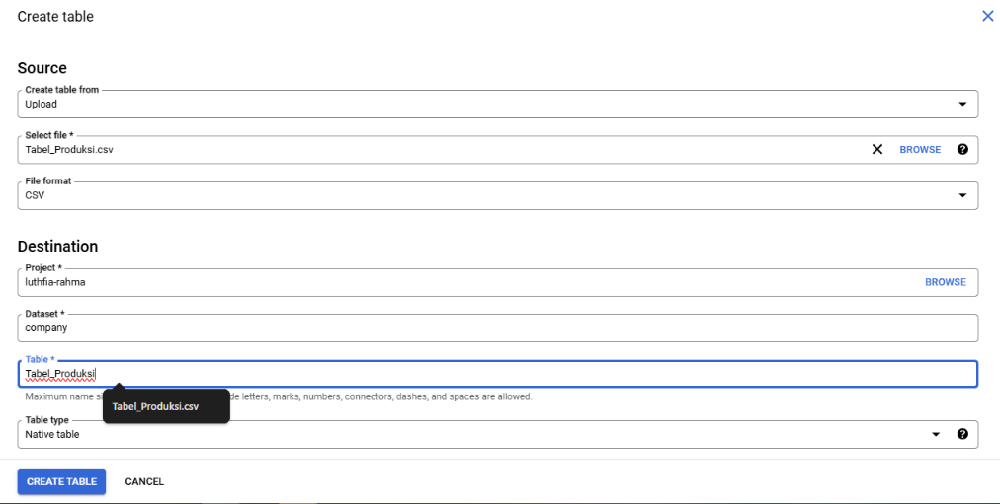 Create table
Source
Create table from
Upload
Select file *
Tabel_Produksi.csv
BROWSE
File format
CSV
Destination
Project *
luthfia-rahma
BROWSE
Dataset *
company
Table *
Tabel_Produksi
Maximum name letters, marks, numbers, connectors, dashes, and spaces are allowed.
Tabel_Produksi.csv
Table type
Native table
CREATE TABLE CANCEL